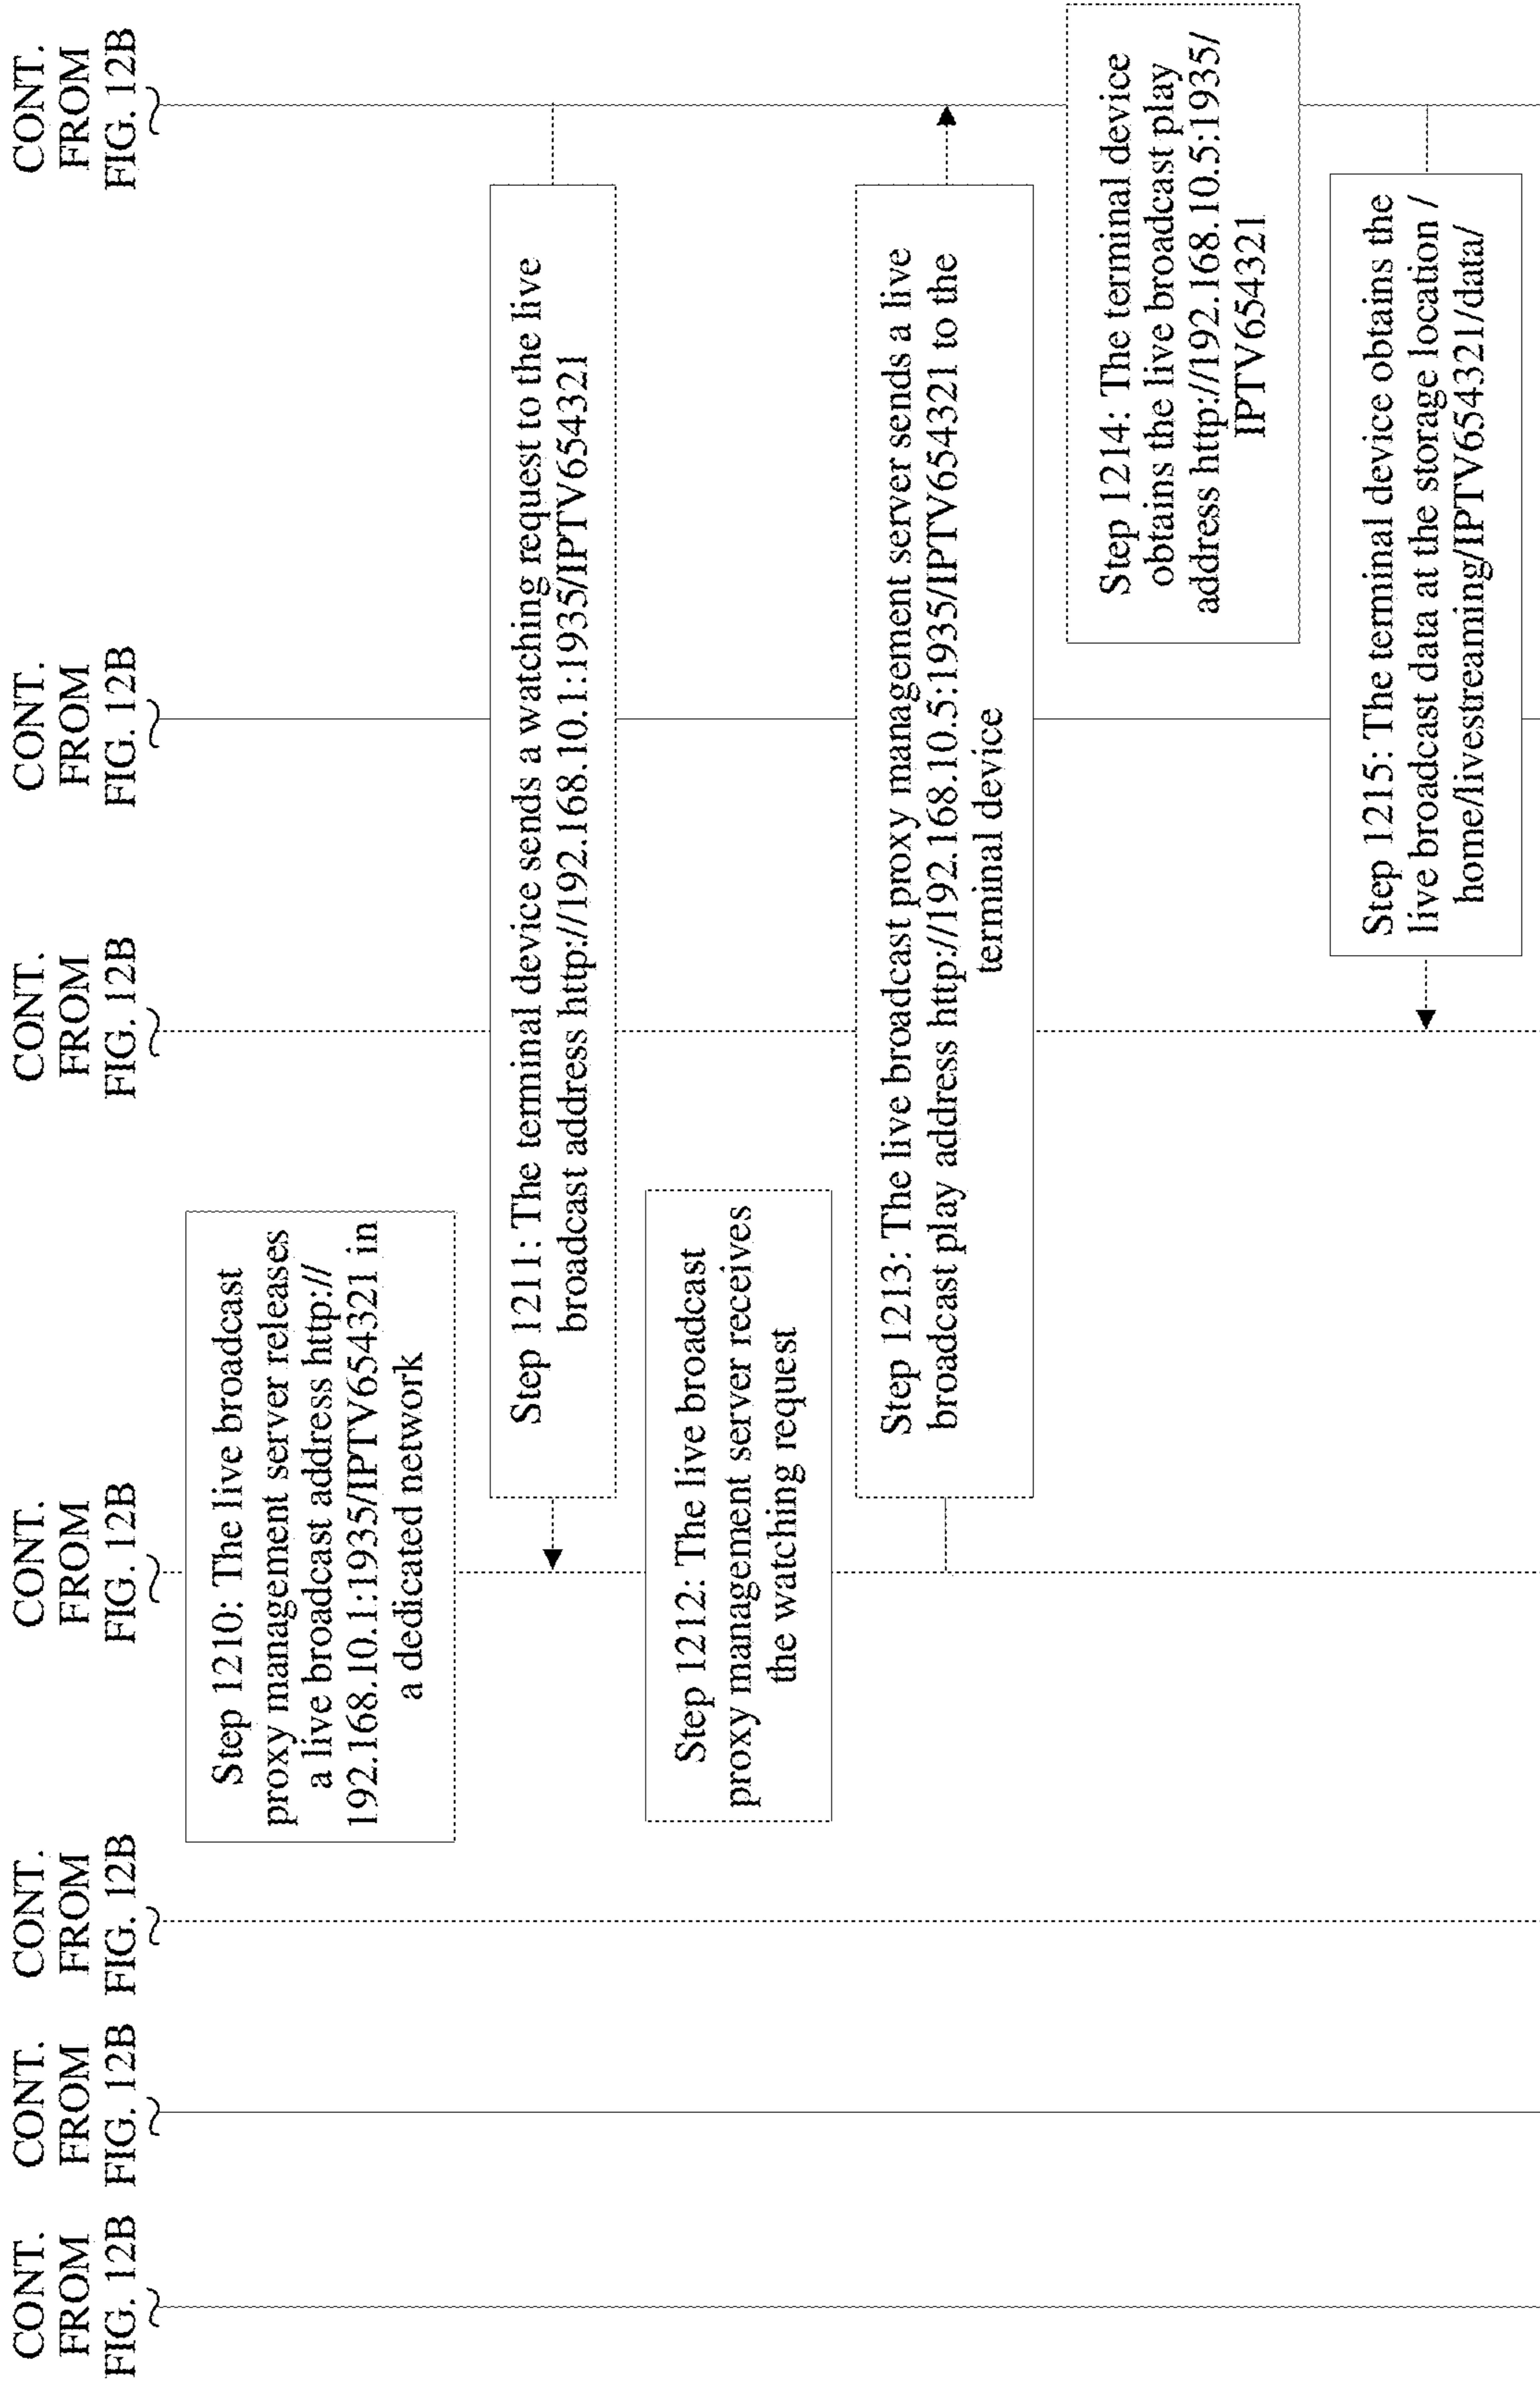 CONT.
FROM
FIG. 12B
CONT.
FROM
FIG. 12B
CONT.
FROM
FIG. 12B
CONT.
FROM
FIG. 12B
CONT.
FROM
FIG. 12B
CONT.
FROM
FIG. 12B
CONT.
FROM
FIG. 12B
Step 1210: The live broadcast
proxy management server releases
a live broadcast address http://
192.168.10.1:1935/IPTV654321 in
a dedicated network
Step 1211: The terminal device sends a watching request to the live
broadcast address http://192.168.10.1:1935/IPTV654321
Step 1212: The live broadcast
proxy management server receives
the watching request
Step 1213: The live broadcast proxy management server sends a live
broadcast play address http://192.168.10.5:1935/IPTV654321 to the
terminal device
Step 1214: The terminal device
obtains the live broadcast play
address http://192.168.10.5:1935/
IPTV654321
Step 1215: The terminal device obtains the
live broadcast data at the storage location /
home/livestreaming/IPTV654321/data/